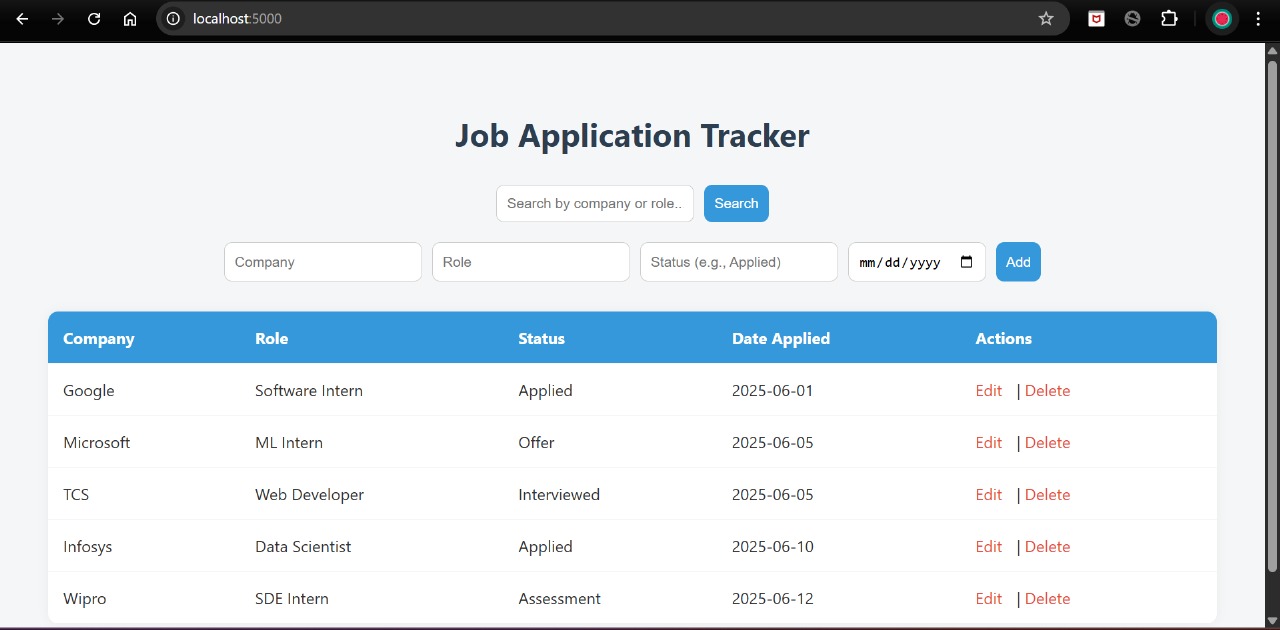 localhost:5000
Job Application Tracker
Search by company or role.. Search
Company Role Status (e.g., Applied) mm/dd/yyyy Add
Company Role Status Date Applied Actions
Google Software Intern Applied 2025-06-01 Edit | Delete
Microsoft ML Intern Offer 2025-06-05 Edit | Delete
TCS Web Developer Interviewed 2025-06-05 Edit | Delete
Infosys Data Scientist Applied 2025-06-10 Edit | Delete
Wipro SDE Intern Assessment 2025-06-12 Edit | Delete